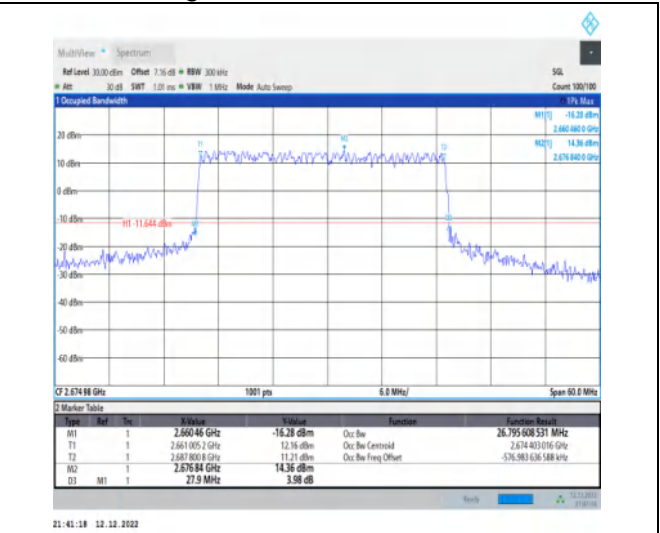 MultiView Spectrum
Ref Level 30.00 dBm Offset 7.16 dB RBW 300 kHz SGL
Att 30 dB SWT 1.01 ms VBW 1 MHz Mode Auto Sweep Count 100/100
1 Occupied Bandwidth 1Pk Max
M1[1] -16.28 dBm
2.660 460 0 GHz
20 dBm M2[1] 14.36 dBm
2.676 840 0 GHz
T1 M2 T2
10 dBm
0 dBm
-10 dBm
H1 -11.644 dBm M1 D3
-20 dBm
-30 dBm
-40 dBm
-50 dBm
-60 dBm
CF 2.674 98 GHz 1001 pts 6.0 MHz/ Span 60.0 MHz
2 Marker Table
Type Ref Trc X-Value Y-Value Function Function Result
M1 1 2.660 46 GHz -16.28 dBm Occ Bw 26.795 608 531 MHz
T1 1 2.661 005 2 GHz 12.16 dBm Occ Bw Centroid 2.674 403 016 GHz
T2 1 2.687 800 8 GHz 11.21 dBm Occ Bw Freq Offset -576.983 636 588 kHz
M2 1 2.676 84 GHz 14.36 dBm
D3 M1 1 27.9 MHz 3.98 dB
Ready 12.12.2022
21:41:18 12.12.2022